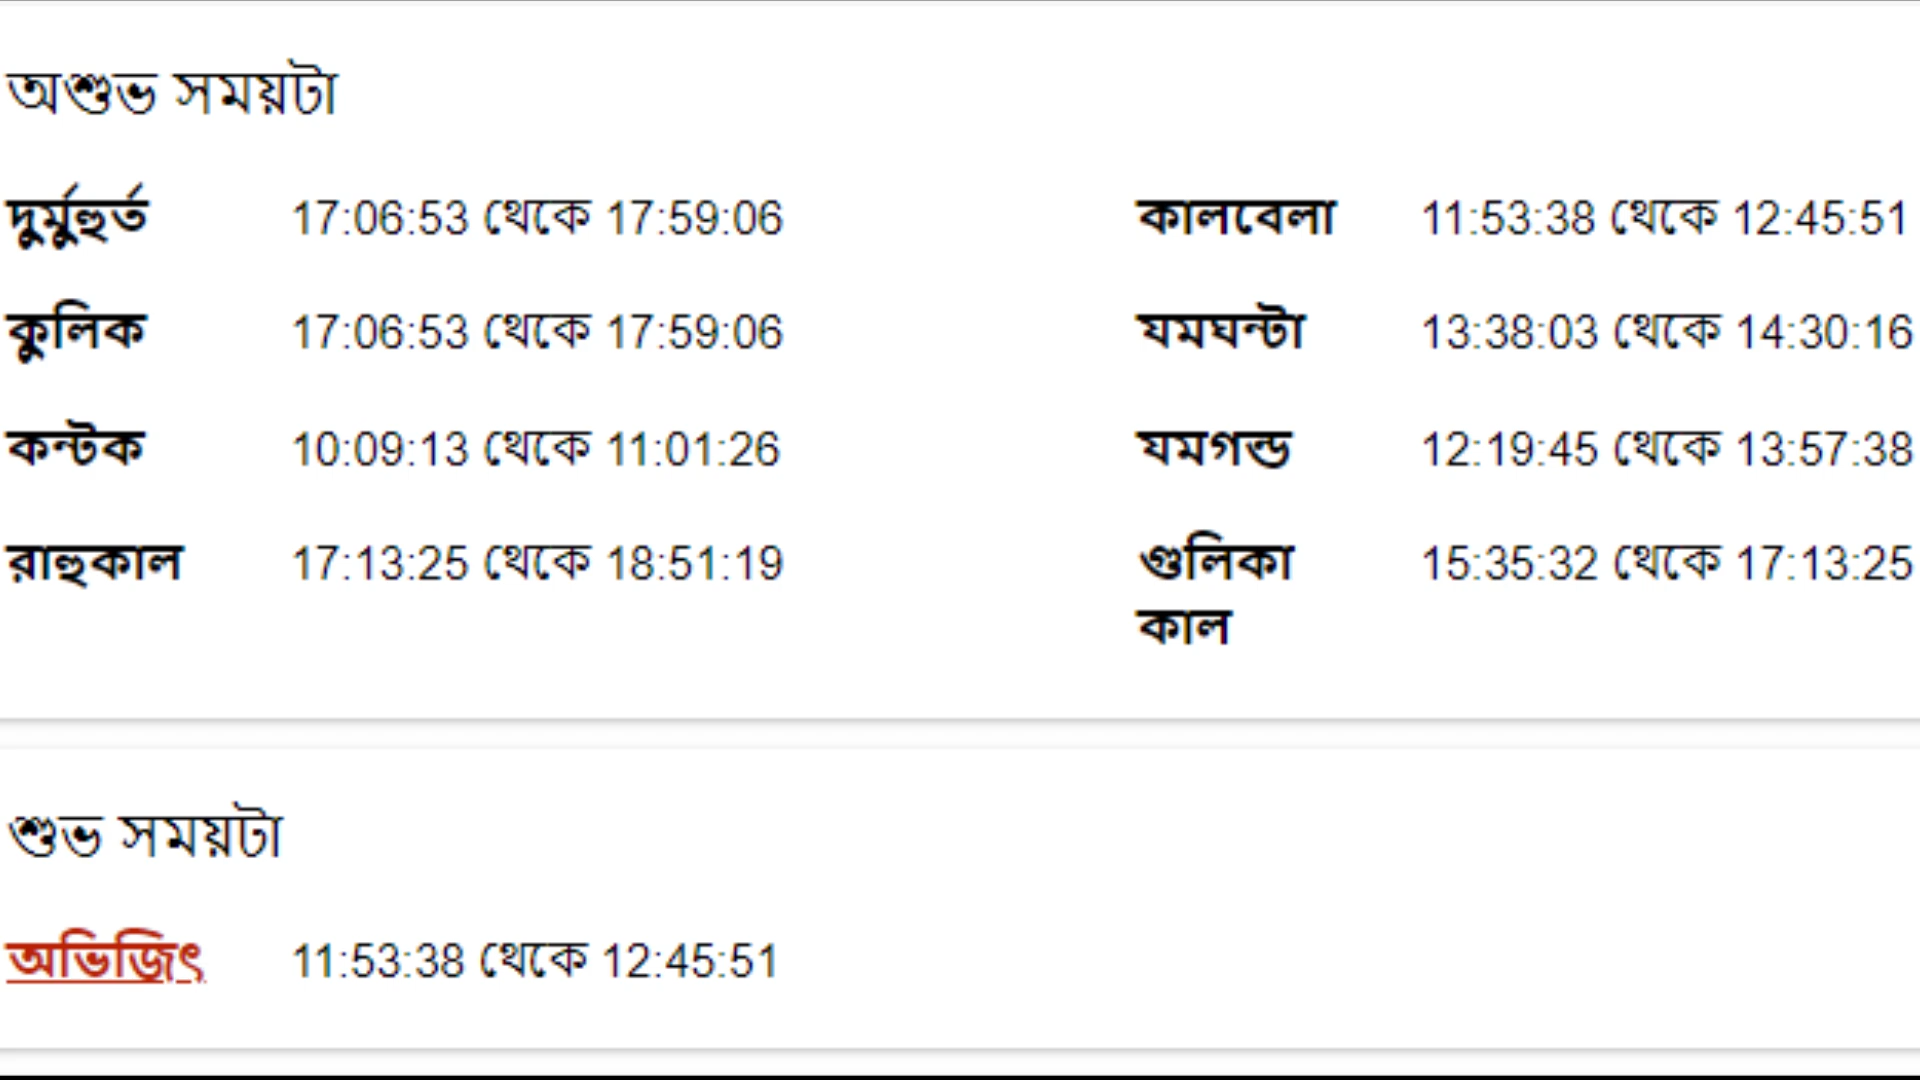 অশুভ সময়টা
দুর্মুহুর্ত 17:06:53 থেকে 17:59:06 কালবেলা 11:53:38 থেকে 12:45:51
কুলিক 17:06:53 থেকে 17:59:06 যমঘন্টা 13:38:03 থেকে 14:30:16
কন্টক 10:09:13 থেকে 11:01:26 যমগন্ড 12:19:45 থেকে 13:57:38
রাহুকাল 17:13:25 থেকে 18:51:19 গুলিকা 15:35:32 থেকে 17:13:25
কাল
শুভ সময়টা
অভিজিৎ 11:53:38 থেকে 12:45:51